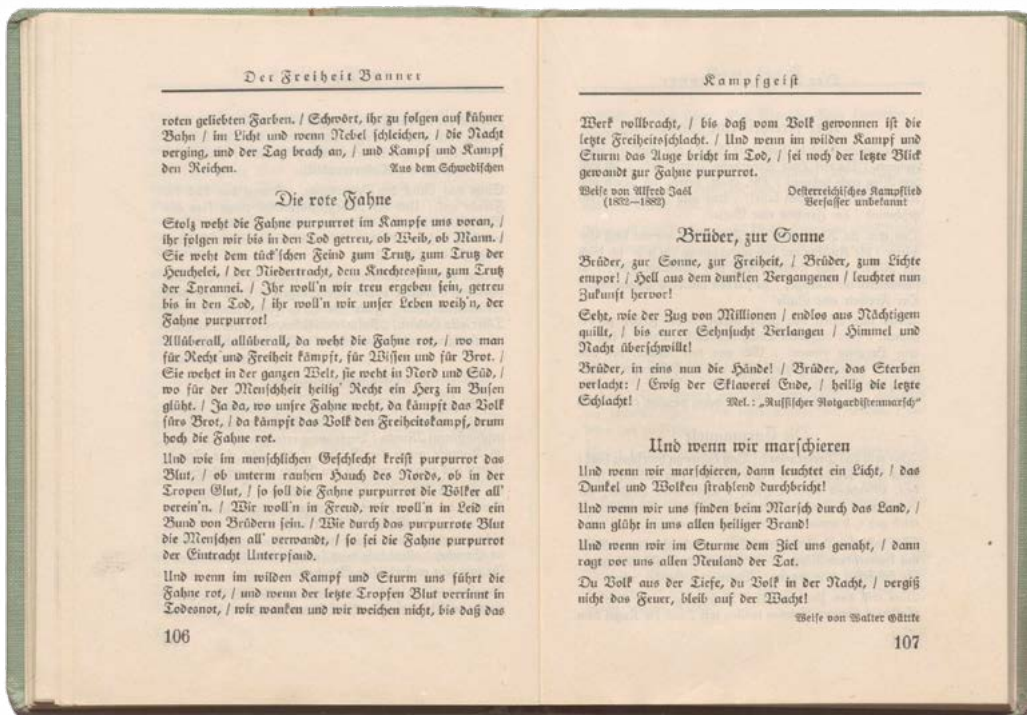 Der Freiheit Banner
roten geliebten Farben. / Schwört, ihr zu folgen auf kühner
Bahn / im Licht und wenn Nebel schleichen, / die Nacht
verging, und der Tag brach an, / und Kampf und Kampf
den Reichen. Aus dem Schwedischen
Die rote Fahne
Stolz weht die Fahne purpurrot im Kampfe uns voran, /
ihr folgen wir bis in den Tod getreu, ob Weib, ob Mann. /
Sie weht dem tück'schen Feind zum Trutz, zum Trutz der
Heuchelei, / der Niedertracht, dem Knechtessinn, zum Trutz
der Tyrannei. / Ihr woll'n wir treu ergeben sein, getreu
bis in den Tod, / ihr woll'n wir unser Leben weih'n, der
Fahne purpurrot!
Allüberall, allüberall, da weht die Fahne rot, / wo man
für Recht und Freiheit kämpft, für Wissen und für Brot. /
Sie wehet in der ganzen Welt, sie weht in Nord und Süd, /
wo für der Menschheit heilig' Recht ein Herz im Busen
glüht. / Ja da, wo unsre Fahne weht, da kämpft das Volk
fürs Brot, / da kämpft das Volk den Freiheitskampf, drum
hoch die Fahne rot.
Und wie im menschlichen Geschlecht kreist purpurrot das
Blut, / ob unterm rauhen Hauch des Nords, ob in der
Tropen Glut, / so soll die Fahne purpurrot die Völker all'
verein'n. / Wir woll'n in Freud, wir woll'n in Leid ein
Bund von Brüdern sein. / Wie durch das purpurrote Blut
die Menschen all' verwandt, / so sei die Fahne purpurrot
der Eintracht Unterpfand.
Und wenn im wilden Kampf und Sturm uns führt die
Fahne rot, / und wenn der letzte Tropfen Blut verrinnt in
Todesnot, / wir wanken und wir weichen nicht, bis daß das
106
Kampfgeist
Werk vollbracht, / bis daß vom Volk gewonnen ist die
letzte Freiheitsschlacht. / Und wenn im wilden Kampf und
Sturm das Auge bricht im Tod, / sei noch der letzte Blick
gewandt zur Fahne purpurrot.
Weise von Alfred Jaël Oesterreichisches Kampflied
(1832—1882) Verfasser unbekannt
Brüder, zur Sonne
Brüder, zur Sonne, zur Freiheit, / Brüder, zum Lichte
empor! / Hell aus dem dunklen Vergangenen / leuchtet nun
Zukunft hervor!
Seht, wie der Zug von Millionen / endlos aus Nächtigem
quillt, / bis eurer Sehnsucht Verlangen / Himmel und
Nacht überschwillt!
Brüder, in eins nun die Hände! / Brüder, das Sterben
verlacht: / Ewig der Sklaverei Ende, / heilig die letzte
Schlacht! Mel.: „Russischer Rotgardistenmarsch“
Und wenn wir marschieren
Und wenn wir marschieren, dann leuchtet ein Licht, / das
Dunkel und Wolken strahlend durchbricht!
Und wenn wir uns finden beim Marsch durch das Land, /
dann glüht in uns allen heiliger Brand!
Und wenn wir im Sturme dem Ziel uns genaht, / dann
ragt vor uns allen Neuland der Tat.
Du Volk aus der Tiefe, du Volk in der Nacht, / vergiß
nicht das Feuer, bleib auf der Wacht!
Weise von Walter Gättke
107